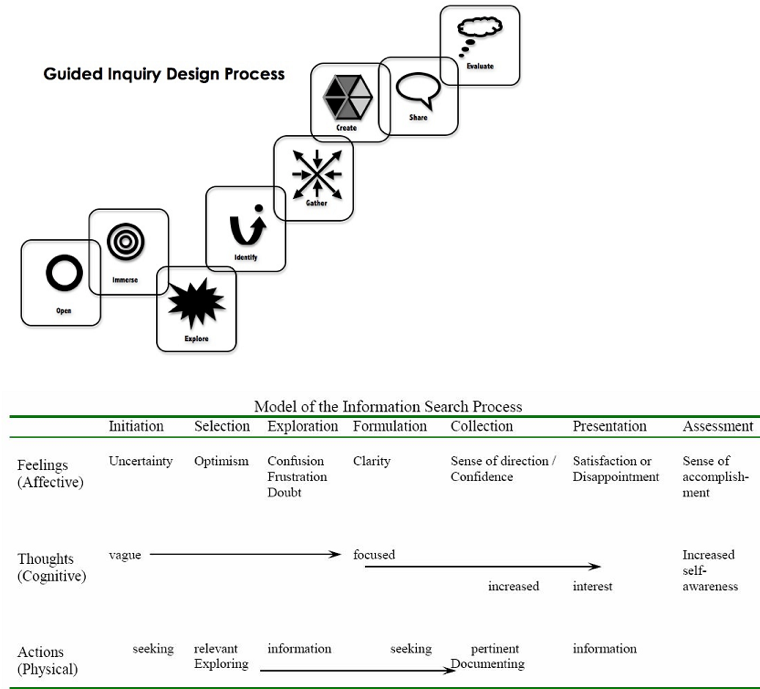 Guided Inquiry Design Process
Open
Immerse
Explore
Identify
Gather
Create
Share
Evaluate
Model of the Information Search Process
Initiation Selection Exploration Formulation Collection Presentation Assessment
Feelings (Affective)
Uncertainty
Optimism
Confusion
Frustration
Doubt
Clarity
Sense of direction /
Confidence
Satisfaction or
Disappointment
Sense of
accomplish-
ment
Thoughts
(Cognitive)
vague
focused
increased interest
Increased
self-
awareness
Actions
(Physical)
seeking relevant information seeking pertinent information
Exploring Documenting